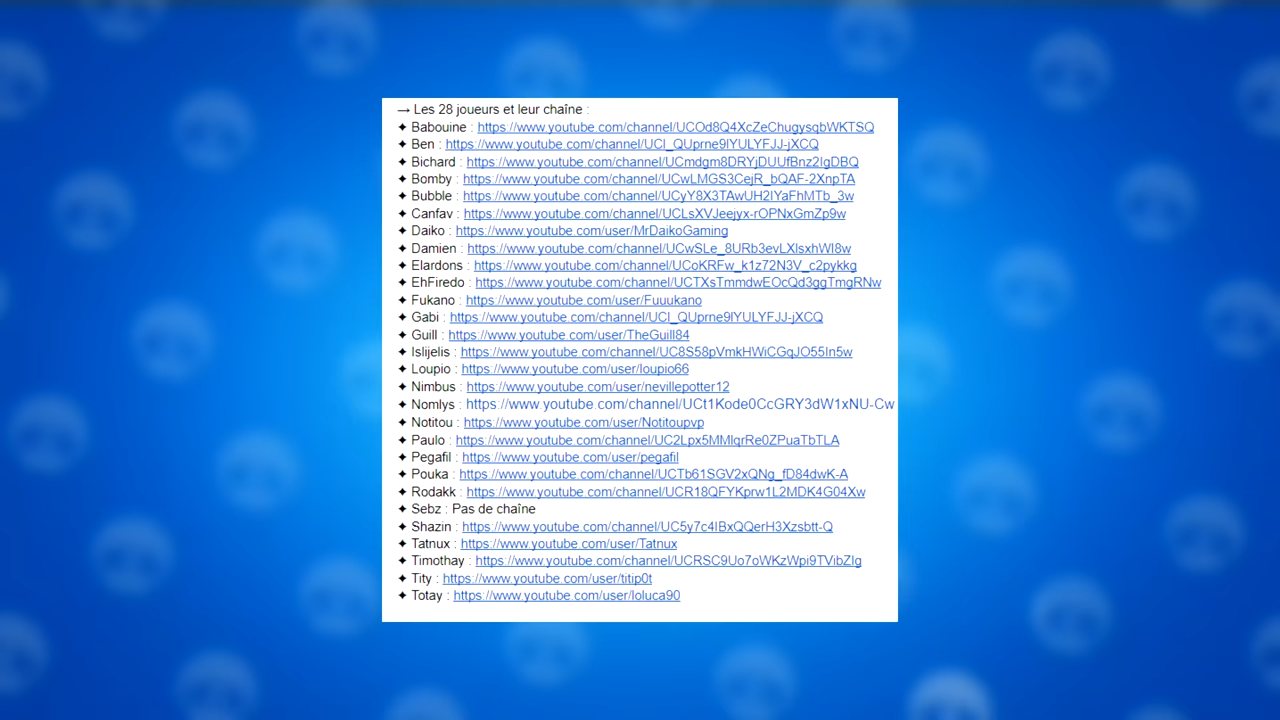 → Les 28 joueurs et leur chaîne :
✦ Babouine : https://www.youtube.com/channel/UCOd8Q4XcZeChugysqbWKTSQ
✦ Ben : https://www.youtube.com/channel/UCl_QUprne9lYULYFJJ-jXCQ
✦ Bichard : https://www.youtube.com/channel/UCmdgm8DRYjDUUfBnz2IgDBQ
✦ Bomby : https://www.youtube.com/channel/UCwLMGS3CejR_bQAF-2XnpTA
✦ Bubble : https://www.youtube.com/channel/UCyY8X3TAwUH2IYaFhMTb_3w
✦ Canfav : https://www.youtube.com/channel/UCLsXVJeejyx-rOPNxGmZp9w
✦ Daiko : https://www.youtube.com/user/MrDaikoGaming
✦ Damien : https://www.youtube.com/channel/UCwSLe_8URb3evLXlsxhWl8w
✦ Elardons : https://www.youtube.com/channel/UCoKRFw_k1z72N3V_c2pykkg
✦ EhFiredo : https://www.youtube.com/channel/UCTXsTmmdwEOcQd3ggTmgRNw
✦ Fukano : https://www.youtube.com/user/Fuuukano
✦ Gabi : https://www.youtube.com/channel/UCl_QUprne9lYULYFJJ-jXCQ
✦ Guill : https://www.youtube.com/user/TheGuill84
✦ Islijelis : https://www.youtube.com/channel/UC8S58pVmkHWiCGqJO55In5w
✦ Loupio : https://www.youtube.com/user/loupio66
✦ Nimbus : https://www.youtube.com/user/nevillepotter12
✦ Nomlys : https://www.youtube.com/channel/UCt1Kode0CcGRY3dW1xNU-Cw
✦ Notitou : https://www.youtube.com/user/Notitoupvp
✦ Paulo : https://www.youtube.com/channel/UC2Lpx5MMlqrRe0ZPuaTbTLA
✦ Pegafil : https://www.youtube.com/user/pegafil
✦ Pouka : https://www.youtube.com/channel/UCTb61SGV2xQNg_fD84dwK-A
✦ Rodakk : https://www.youtube.com/channel/UCR18QFYKprw1L2MDK4G04Xw
✦ Sebz : Pas de chaîne
✦ Shazin : https://www.youtube.com/channel/UC5y7c4IBxQQerH3Xzsbtt-Q
✦ Tatnux : https://www.youtube.com/user/Tatnux
✦ Timothay : https://www.youtube.com/channel/UCRSC9Uo7oWKzWpi9TVibZIg
✦ Tity : https://www.youtube.com/user/titip0t
✦ Totay : https://www.youtube.com/user/loluca90